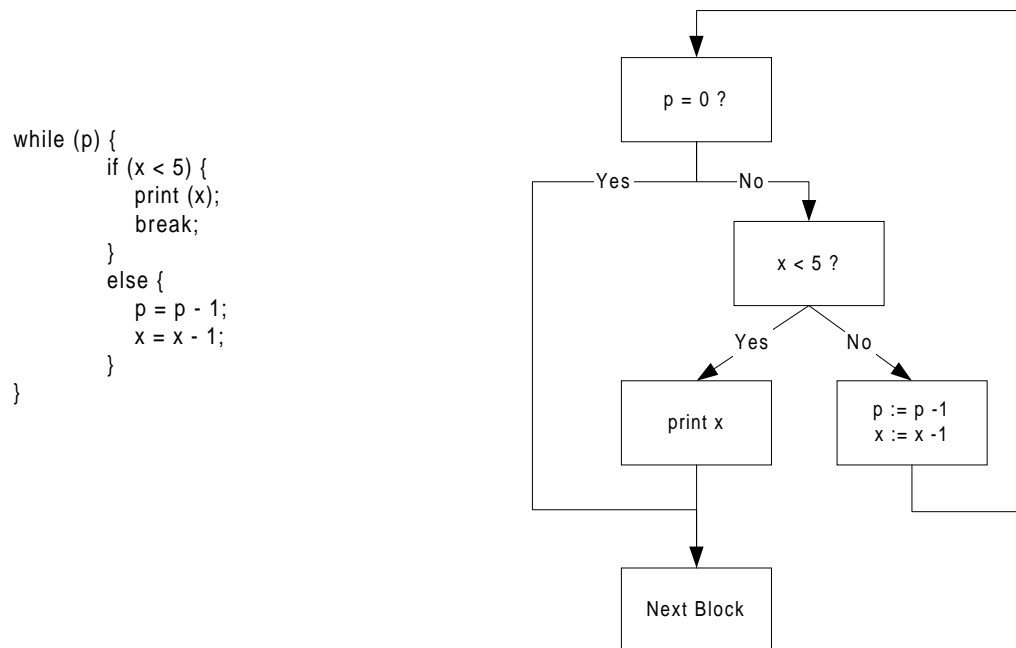 while (p) {
if (x < 5) {
print (x);
break;
}
else {
p = p - 1;
x = x - 1;
}
}
p = 0 ?
Yes
No
x < 5 ?
Yes
No
print x
p := p -1
x := x -1
Next Block